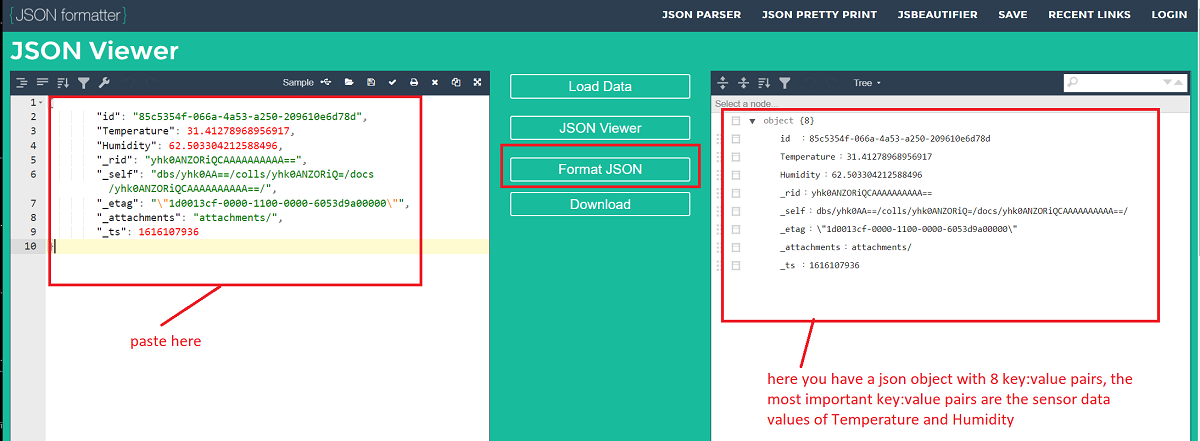 {JSON formatter}
JSON PARSER JSON PRETTY PRINT JSBEAUTIFIER SAVE RECENT LINKS LOGIN
JSON Viewer
Sample
1
2 "id": "85c5354f-066a-4a53-a250-209610e6d78d",
3 "Temperature": 31.41278968956917,
4 "Humidity": 62.503304212588496,
5 "_rid": "yhk0ANZORiQCAAAAAAAAAA==",
6 "_self": "dbs/yhk0AA==/colls/yhk0ANZORiQ=/docs
/yhk0ANZORiQCAAAAAAAAAA==/",
7 "_etag": "\"1d0013cf-0000-1100-0000-6053d9a00000\"",
8 "_attachments": "attachments/",
9 "_ts": 1616107936
10
paste here
Load Data
JSON Viewer
Format JSON
Download
Tree
Select a node...
object {8}
id : 85c5354f-066a-4a53-a250-209610e6d78d
Temperature : 31.41278968956917
Humidity : 62.503304212588496
_rid : yhk0ANZORiQCAAAAAAAAAA==
_self : dbs/yhk0AA==/colls/yhk0ANZORiQ=/docs/yhk0ANZORiQCAAAAAAAAAA==/
_etag : \"1d0013cf-0000-1100-0000-6053d9a00000\"
_attachments : attachments/
_ts : 1616107936
here you have a json object with 8 key:value pairs, the
most important key:value pairs are the sensor data
values of Temperature and Humidity